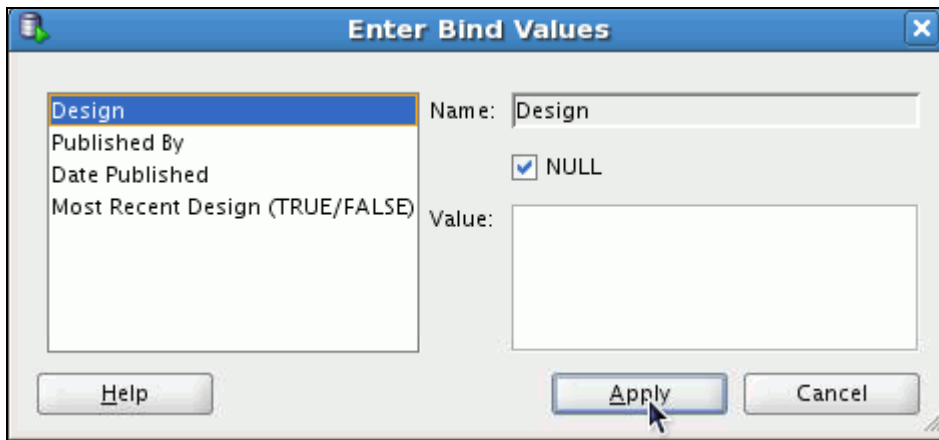 Enter Bind Values
Design
Published By
Date Published
Most Recent Design (TRUE/FALSE)
Name: Design
NULL
Value:
Help
Apply
Cancel